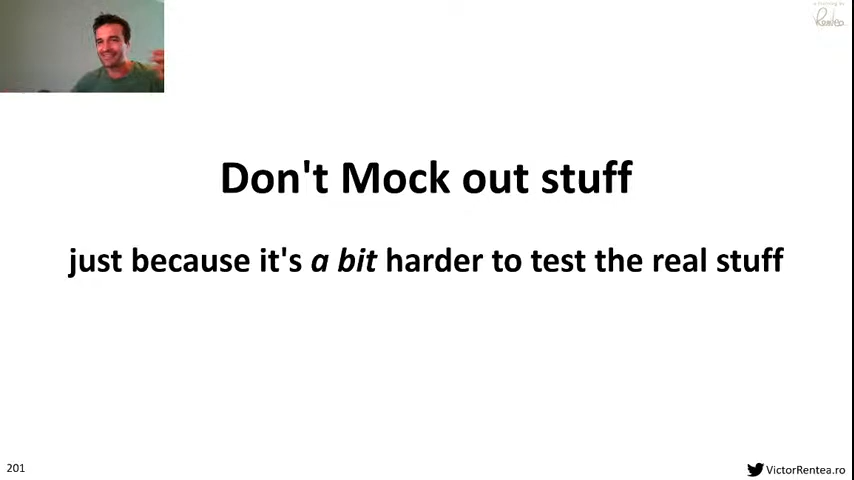 Don't Mock out stuff
just because it's a bit harder to test the real stuff
201
VictorRentea.ro